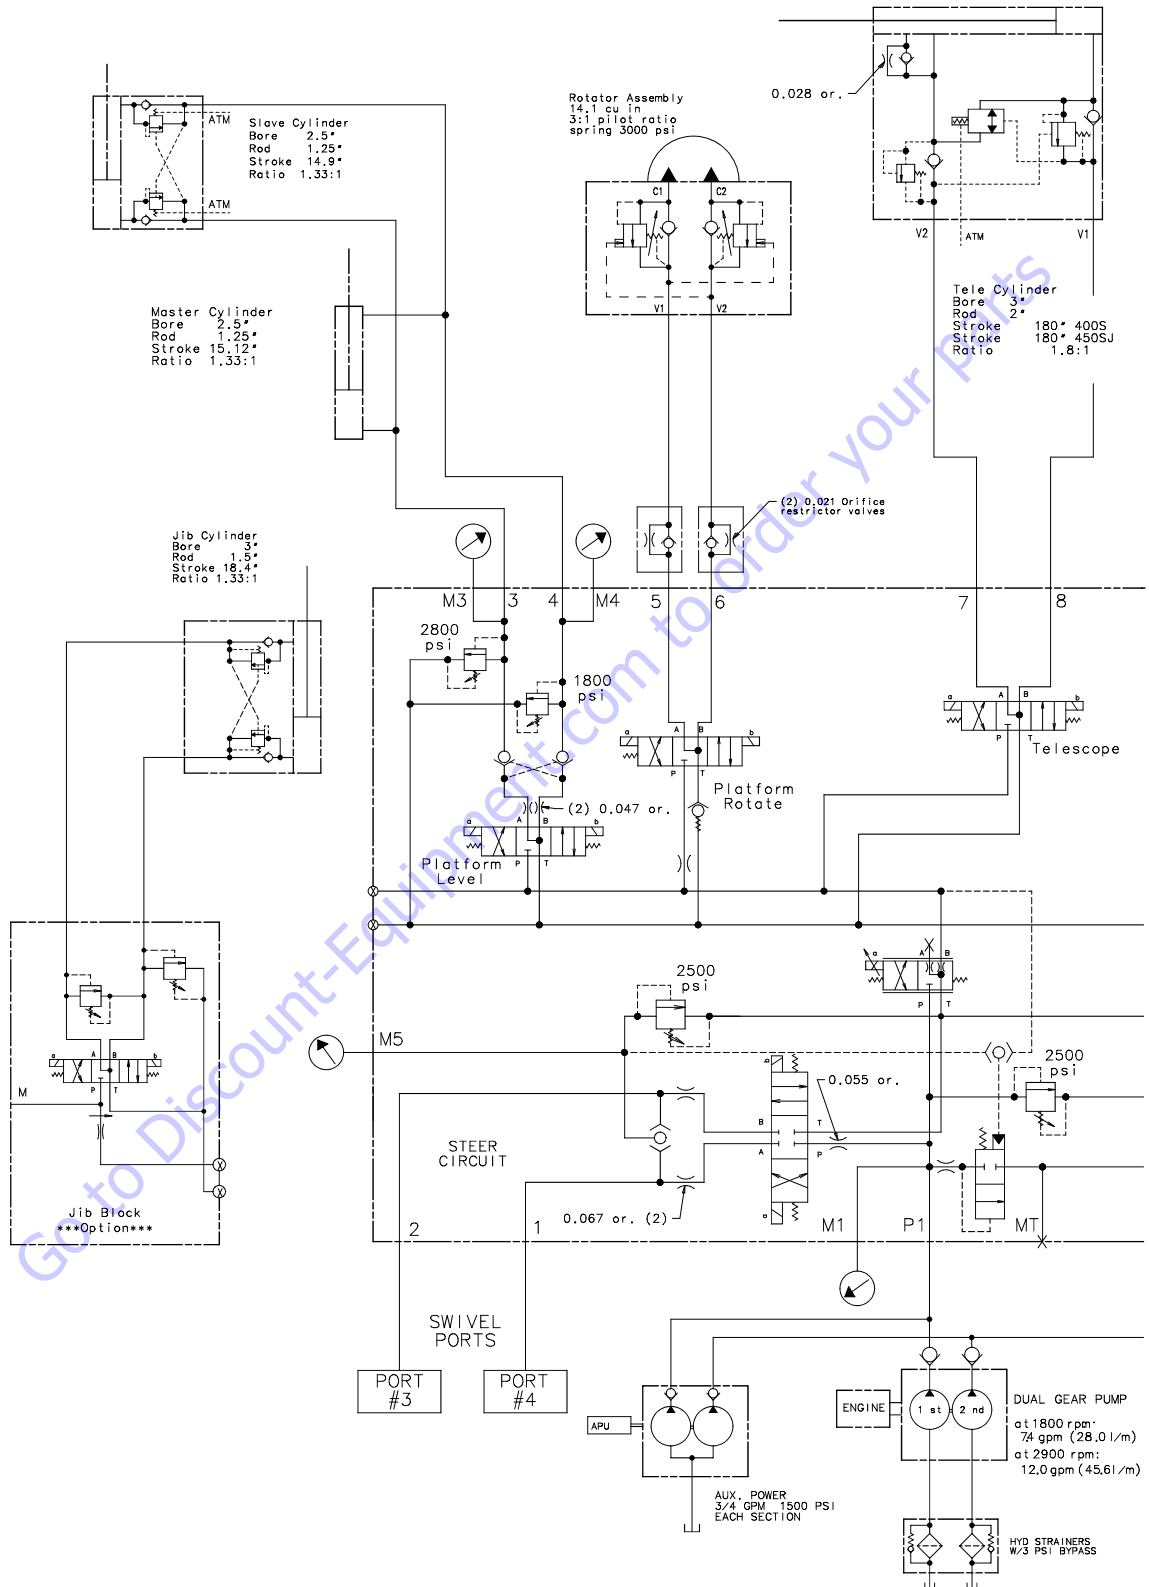 0.028 or.
Rotator Assembly
14.1 cu in
3:1 pilot ratio
spring 3000 psi
ATM
Slave Cylinder
Bore 2.5"
Rod 1.25"
Stroke 14.9"
Ratio 1.33:1
ATM
C1 C2
V2 ATM V1
Tele Cylinder
Bore 3"
Rod 2"
Stroke 180" 400S
Stroke 180" 450SJ
Ratio 1.8:1
Master Cylinder
Bore 2.5"
Rod 1.25"
Stroke 15.12"
Ratio 1.33:1
V1 V2
(2) 0.021 Orifice
restrictor valves
Jib Cylinder
Bore 3"
Rod 1.5"
Stroke 18.4"
Ratio 1.33:1
M3 3 4 M4 5 6 7 8
2800
psi
1800
psi
a A B b
P T
Telescope
a A B b
P T
Platform
Rotate
(2) 0.047 or.
a A B b
P T
Platform
Level
a A B
P T
2500
psi
M5
2500
psi
a A B b
P T
M
b
0.055 or.
B T
A P
a
STEER
CIRCUIT
0.067 or. (2)
Jib Block
***Option***
2 1 M1 P1 MT
SWIVEL
PORTS
PORT
#3
PORT
#4
APU
ENGINE
1 st 2 nd
DUAL GEAR PUMP
at 1800 rpm:
7.4 gpm (28.0 l/m)
at 2900 rpm:
12.0 gpm (45.6 l/m)
AUX. POWER
3/4 GPM 1500 PSI
EACH SECTION
HYD STRAINERS
W/3 PSI BYPASS
Go to Discount-Equipment.com to order your parts